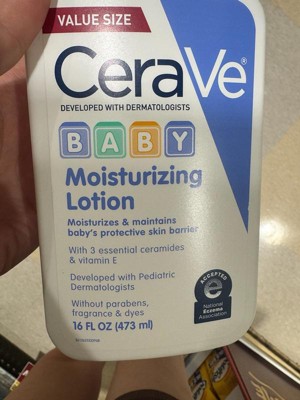 VALUE SIZE
CeraVe®
DEVELOPED WITH DERMATOLOGISTS
BABY
Moisturizing
Lotion
Moisturizes & maintains
baby's protective skin barrier
With 3 essential ceramides
& vitamin E
Developed with Pediatric
Dermatologists
Without parabens,
fragrance & dyes
16 FL OZ (473 ml)
ACCEPTED
e
National
Eczema
Association